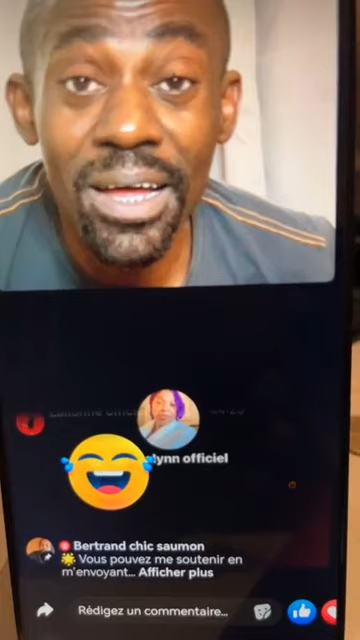 lynn officiel
Bertrand chic saumon
Vous pouvez me soutenir en
m'envoyant... Afficher plus
Rédigez un commentaire...